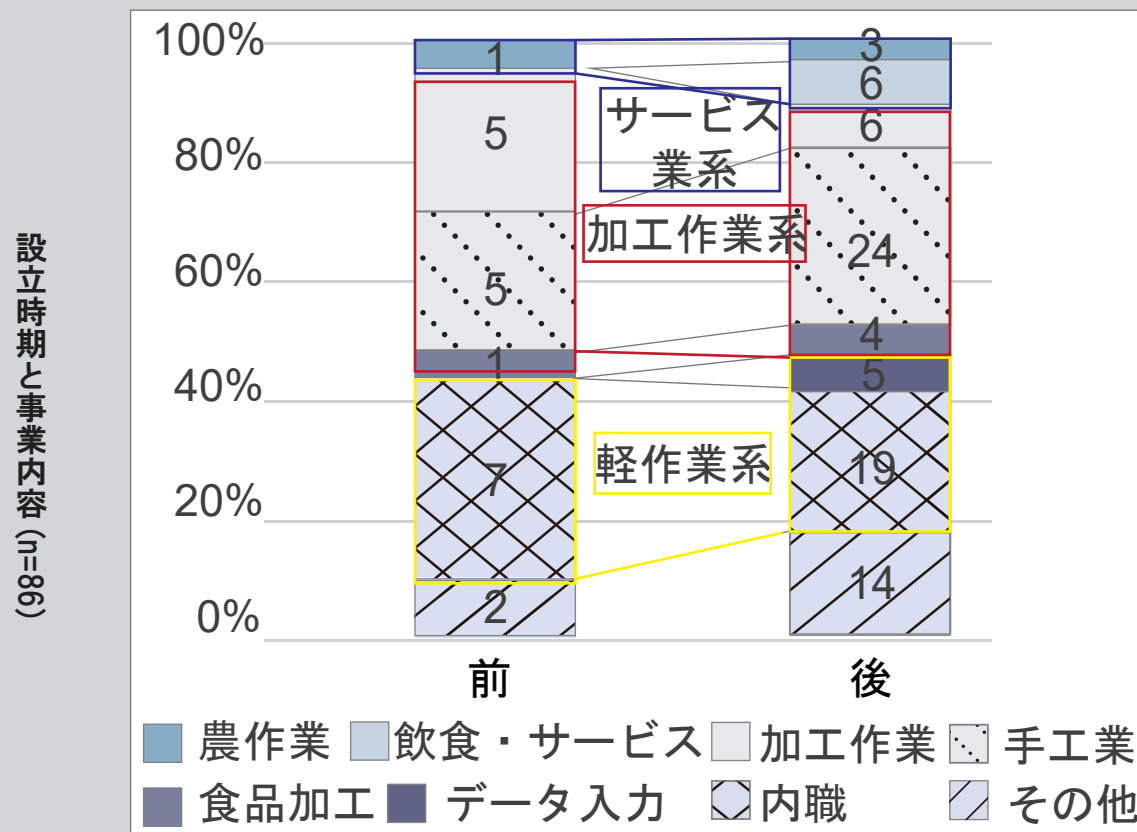 設立時期と事業内容(n=86)
100%
80%
60%
40%
20%
0%
1
5
5
1
7
2
サービス
業系
加工作業系
軽作業系
3
6
6
24
4
5
19
14
前
後
農作業 飲食・サービス 加工作業 手工業
食品加工 データ入力 内職 その他